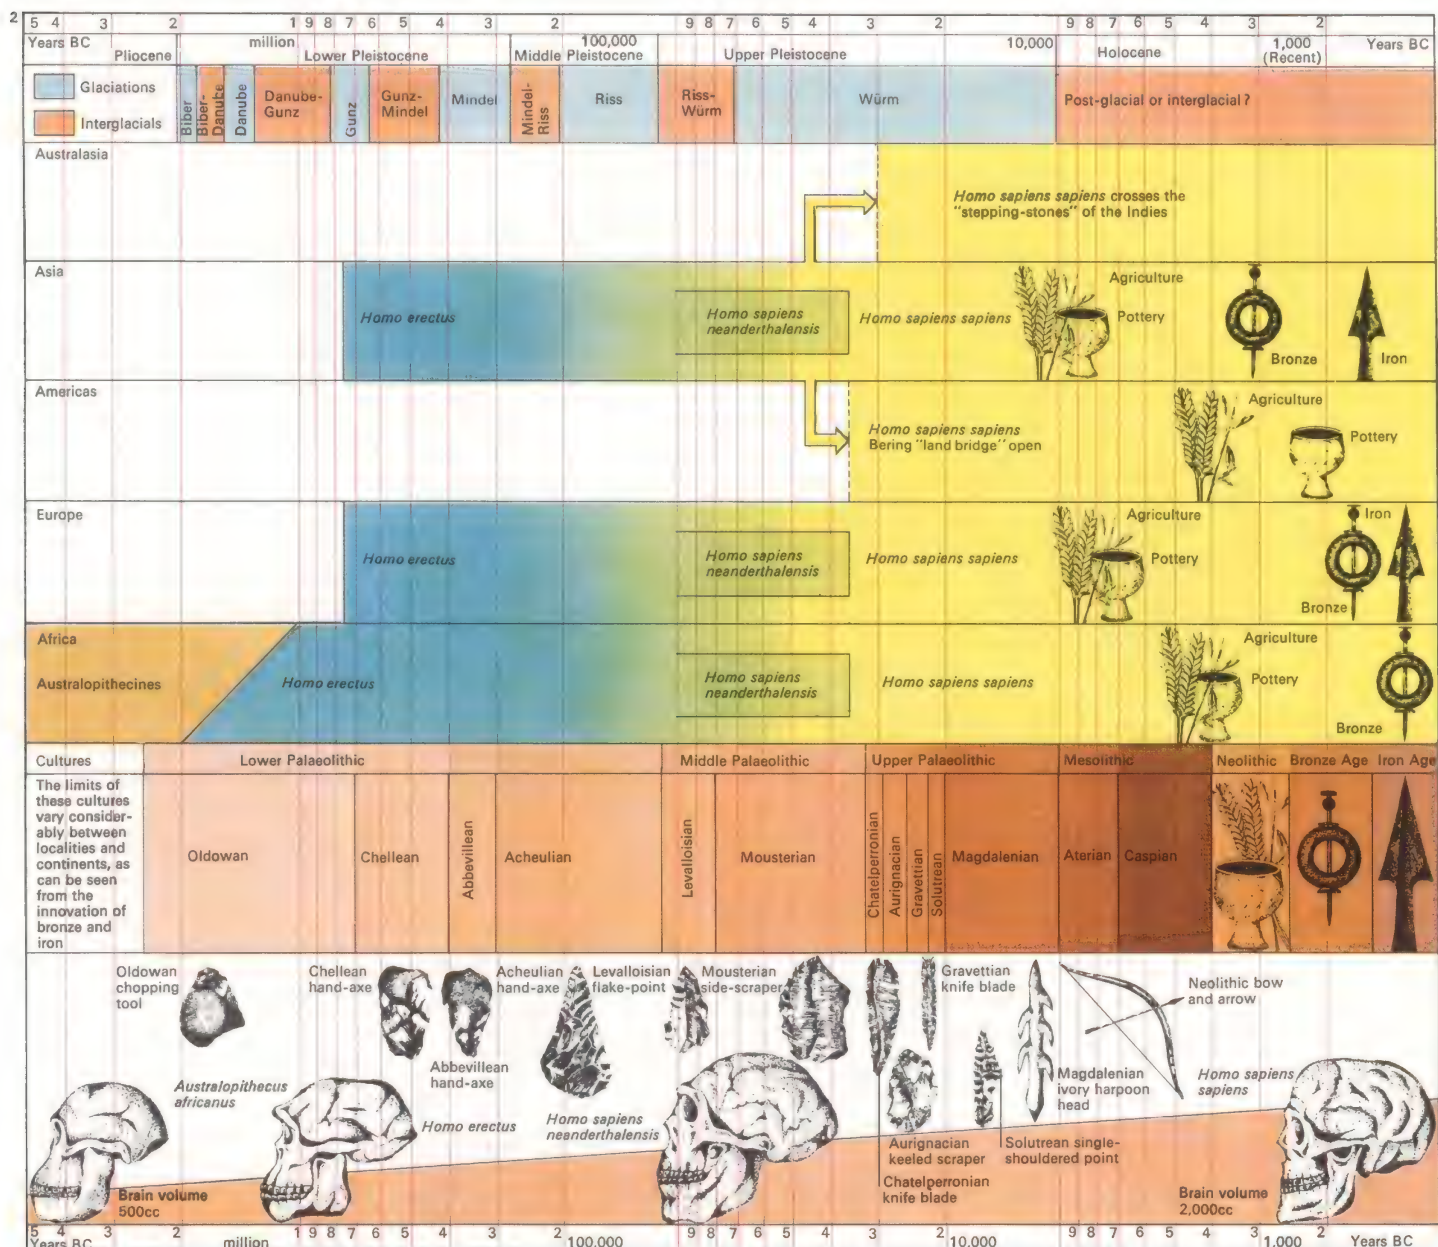 2
5 4 3 2 1 9 8 7 6 5 4 3 2 9 8 7 6 5 4 3 2 9 8 7 6 5 4 3 2
Years BC million 100,000 10,000 1,000 Years BC
Pliocene Lower Pleistocene Middle Pleistocene Upper Pleistocene Holocene (Recent)
Glaciations
Interglacials
Biber
Biber-
Danube
Danube
Danube-
Gunz
Gunz
Gunz-
Mindel
Mindel
Mindel-
Riss
Riss
Riss-
Würm
Würm
Post-glacial or interglacial?
Australasia
Homo sapiens sapiens crosses the
"stepping-stones" of the Indies
Asia
Homo erectus
Homo sapiens
neanderthalensis
Homo sapiens sapiens
Agriculture
Pottery
Bronze
Iron
Americas
Homo sapiens sapiens
Bering "land bridge" open
Agriculture
Pottery
Europe
Homo erectus
Homo sapiens
neanderthalensis
Homo sapiens sapiens
Agriculture
Pottery
Bronze
Iron
Africa
Australopithecines
Homo erectus
Homo sapiens
neanderthalensis
Homo sapiens sapiens
Agriculture
Pottery
Bronze
Cultures
Lower Palaeolithic
Middle Palaeolithic
Upper Palaeolithic
Mesolithic
Neolithic
Bronze Age
Iron Age
The limits of
these cultures
vary consider-
ably between
localities and
continents, as
can be seen
from the
innovation of
bronze and
iron
Oldowan
Chellean
Abbevillean
Acheulian
Levalloisian
Mousterian
Chatelperronian
Aurignacian
Gravettian
Solutrean
Magdalenian
Aterian
Caspian
Oldowan
chopping
tool
Chellean
hand-axe
Abbevillean
hand-axe
Acheulian
hand-axe
Levalloisian
flake-point
Mousterian
side-scraper
Gravettian
knife blade
Neolithic bow
and arrow
Magdalenian
ivory harpoon
head
Aurignacian
keeled scraper
Chatelperronian
knife blade
Solutrean single-
shouldered point
Australopithecus
africanus
Homo erectus
Homo sapiens
neanderthalensis
Homo sapiens
sapiens
Brain volume
500cc
Brain volume
2,000cc
5 4 3 2 1 9 8 7 6 5 4 3 2 9 8 7 6 5 4 3 2 9 8 7 6 5 4 3 2
Years BC million 100,000 10,000 1,000 Years BC